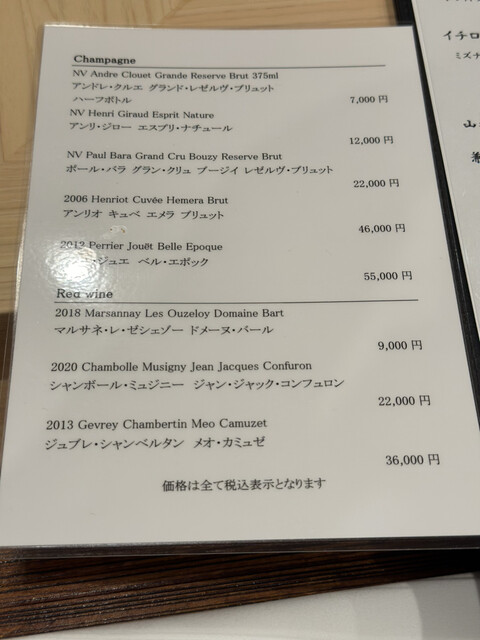 Champagne
NV Andre Clouet Grande Reserve Brut 375ml
アンドレ・クルエ グランド・レゼルヴ・ブリュット
ハーフボトル
7,000 円
NV Henri Giraud Esprit Nature
アンリ・ジロー エスプリ・ナチュール
12,000 円
NV Paul Bara Grand Cru Bouzy Reserve Brut
ポール・バラ グラン・クリュ ブージイ レゼルヴ・ブリュット
22,000 円
2006 Henriot Cuvée Hemera Brut
アンリオ キュベ エメラ ブリュット
46,000 円
2012 Perrier Jouët Belle Epoque
ジュエ ベル・エポック
55,000 円
Red wine
2018 Marsannay Les Ouzeloy Domaine Bart
マルサネ・レ・ゼシェゾー ドメーヌ・バール
9,000 円
2020 Chambolle Musigny Jean Jacques Confuron
シャンボール・ミュジニー ジャン・ジャック・コンフュロン
22,000 円
2013 Gevrey Chambertin Meo Camuzet
ジュブレ・シャンベルタン メオ・カミュゼ
36,000 円
価格は全て税込表示となります
イチロ
ミズナ
山